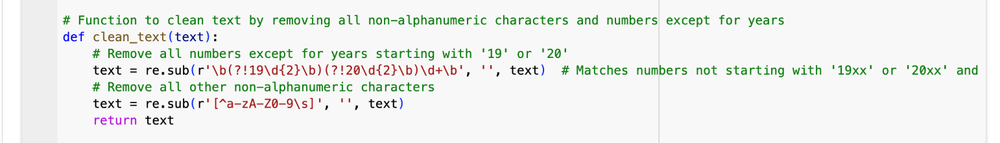 # Function to clean text by removing all non-alphanumeric characters and numbers except for years
def clean_text(text):
    # Remove all numbers except for years starting with '19' or '20'
    text = re.sub(r'\b(?!19\d{2}\b)(?!20\d{2}\b)\d+\b', '', text)  # Matches numbers not starting with '19xx' or '20xx' and
    # Remove all other non-alphanumeric characters
    text = re.sub(r'[^a-zA-Z0-9\s]', '', text)
    return text